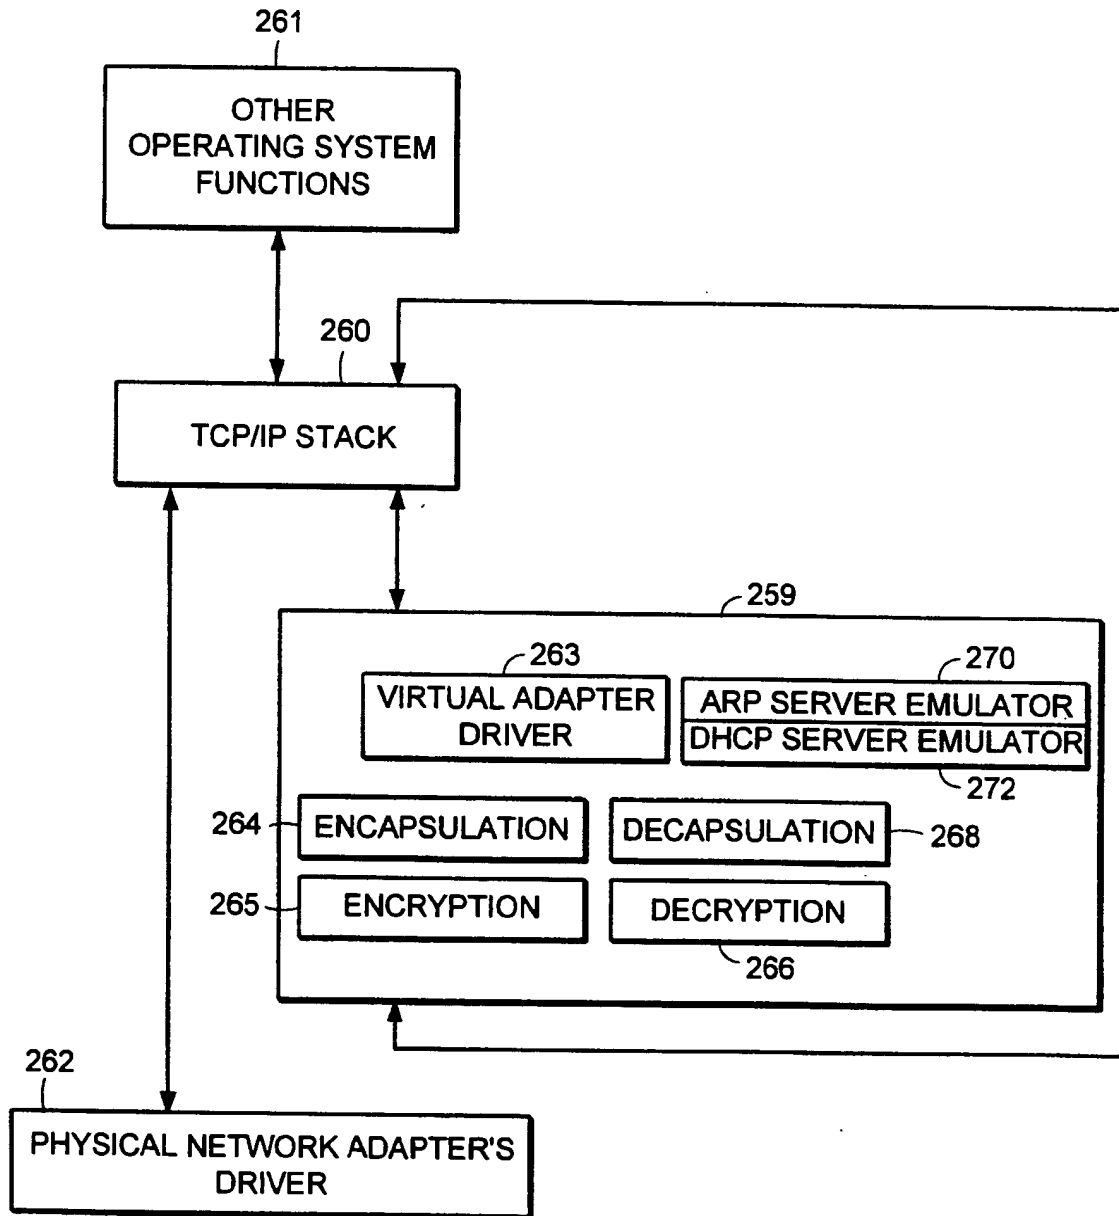 261
OTHER
OPERATING SYSTEM
FUNCTIONS
260
TCP/IP STACK
259
263
VIRTUAL ADAPTER
DRIVER
270
ARP SERVER EMULATOR
DHCP SERVER EMULATOR
272
264
ENCAPSULATION
DECAPSULATION
268
265
ENCRYPTION
DECRYPTION
266
262
PHYSICAL NETWORK ADAPTER'S
DRIVER